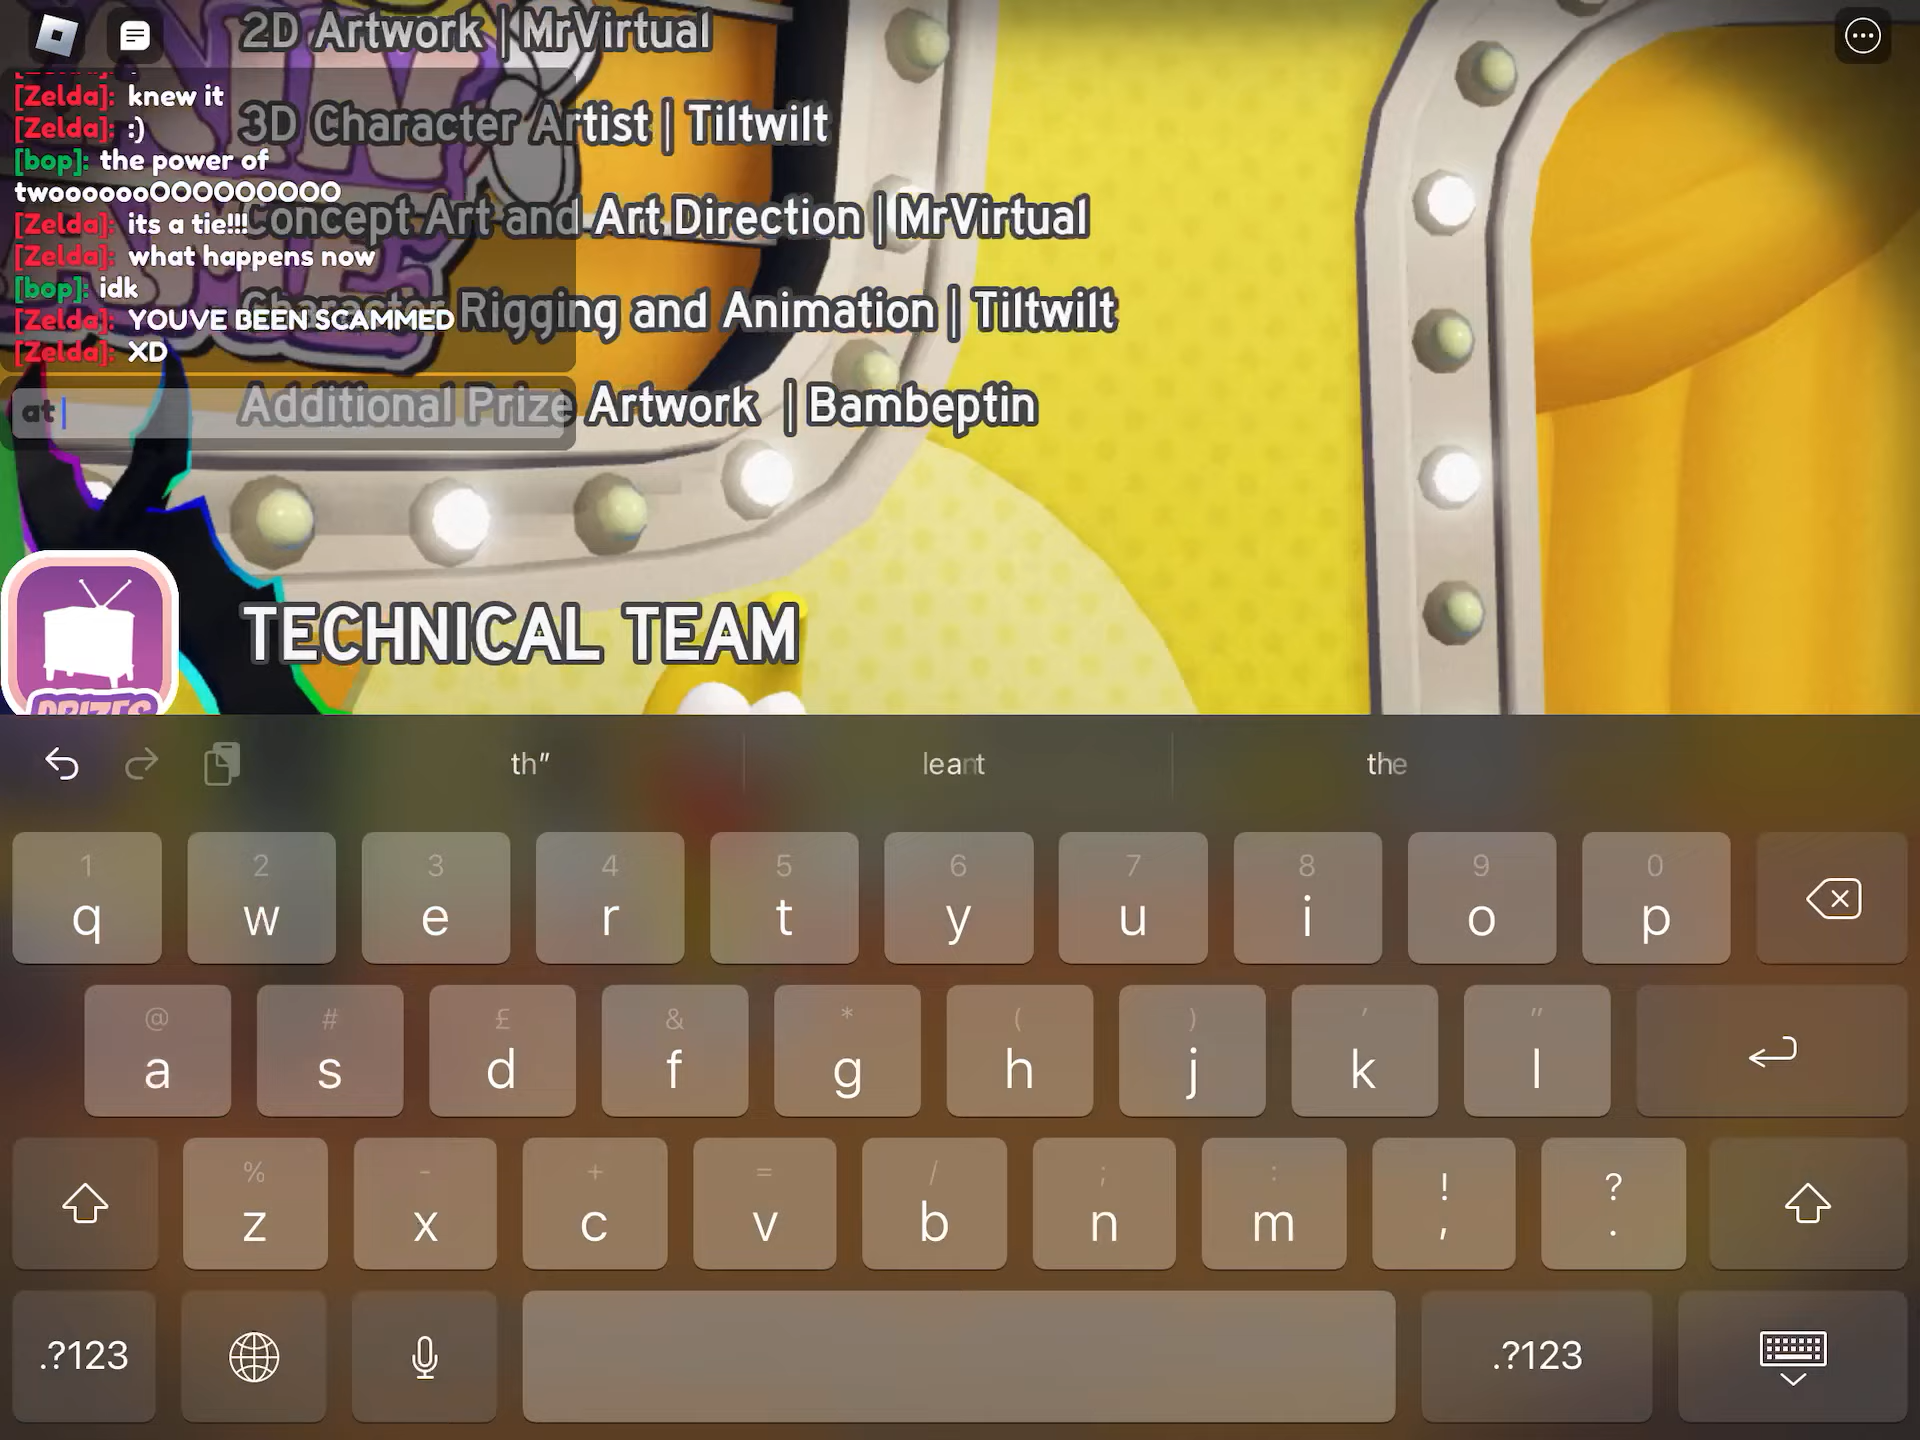 2D Artwork | MrVirtual
[Zelda]: knew it
[Zelda]: :)
3D Character Artist | Tiltwilt
[bop]: the power of
twooooooOOOOOOOOOO
[Zelda]: its a tie!!!
Concept Art and Art Direction | MrVirtual
[Zelda]: what happens now
[bop]: idk
Character Rigging and Animation | Tiltwilt
[Zelda]: YOUVE BEEN SCAMMED
[Zelda]: XD
at
Additional Prize Artwork | Bambeptin
TECHNICAL TEAM
PRIZES
th” leant the
1 2 3 4 5 6 7 8 9 0
q w e r t y u i o p
@ # £ & * ( ) ' "
a s d f g h j k l
% - + = / ; : ! ?
z x c v b n m , .
.?123 .?123